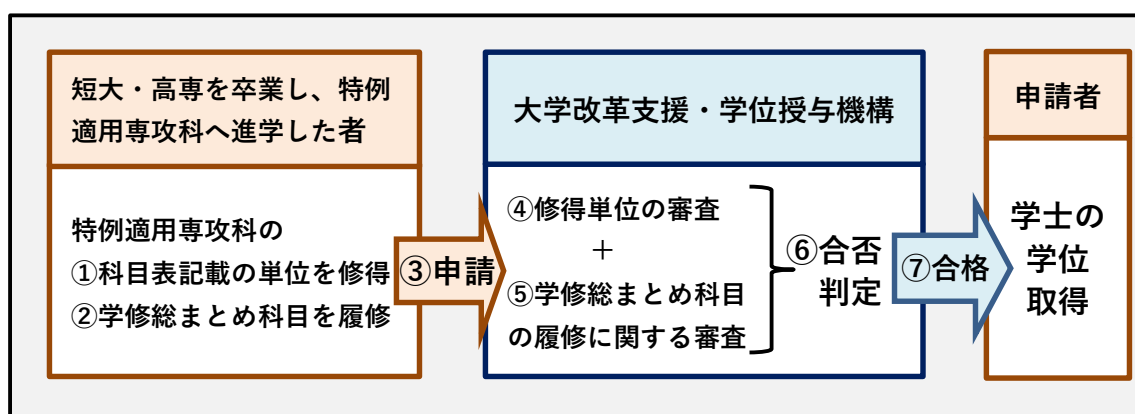 短大・高専を卒業し、特例
適用専攻科へ進学した者
特例適用専攻科の
①科目表記載の単位を修得
②学修総まとめ科目を履修
③申請
大学改革支援・学位授与機構
④修得単位の審査
+
⑤学修総まとめ科目
の履修に関する審査
⑥合否
判定
⑦合格
申請者
学士の
学位
取得